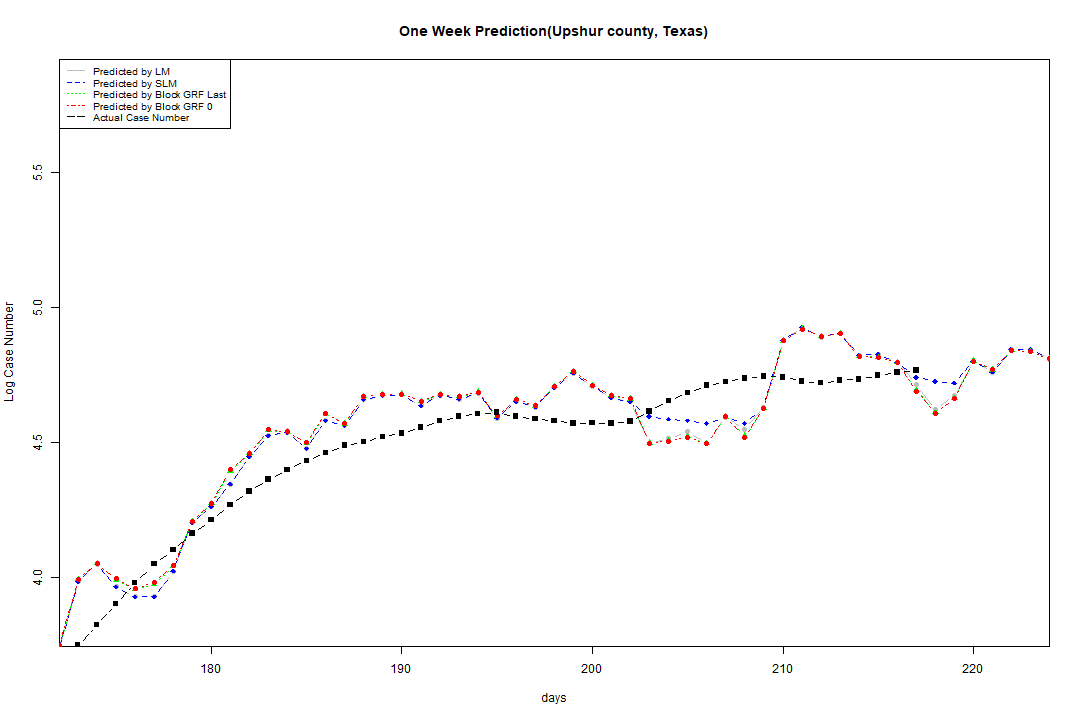 One Week Prediction(Upshur county, Texas)
Predicted by LM
Predicted by SLM
Predicted by Block GRF Last
Predicted by Block GRF 0
Actual Case Number
5.5
5.0
4.5
4.0
Log Case Number
180 190 200 210 220
days